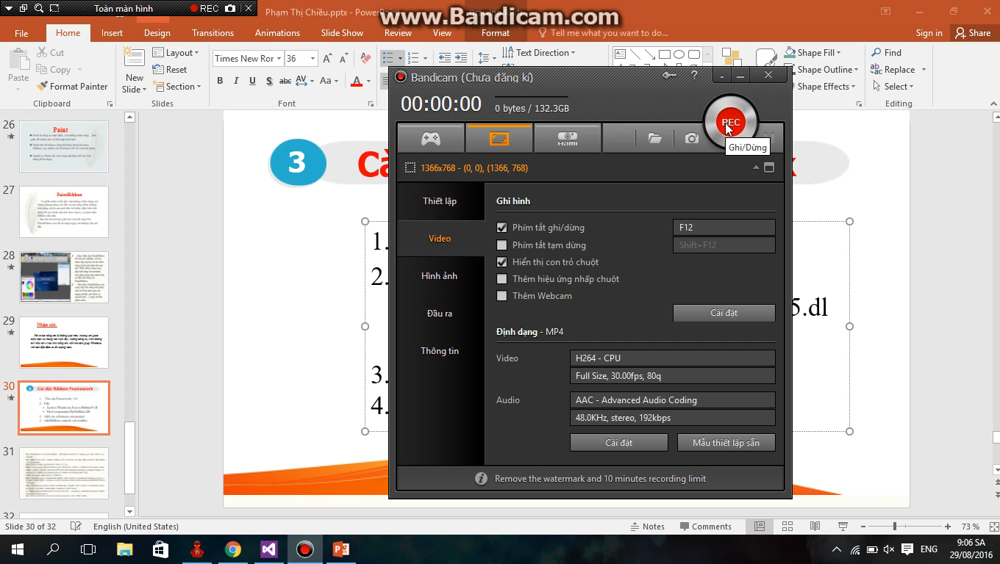 Toàn màn hình
REC
Phạm Thị Chiều.pptx - PowerPoint
www.Bandicam.com
File
Home
Insert
Design
Transitions
Animations
Slide Show
Review
View
Format
Tell me what you want to do...
Sign in
Share
Paste
Cut
Copy
Format Painter
Clipboard
New
Slide
Layout
Reset
Section
Slides
Times New Ror
36
B I U S abc AV Aa A
Font
Text Direction
Shape Fill
Shape Outline
Shape Effects
Find
Replace
Select
Editing
Bandicam (Chưa đăng kí)
00:00:00
0 bytes / 132.3GB
REC
Ghi/Dừng
HDMI
1366x768 - (0, 0), (1366, 768)
Thiết lập
Video
Hình ảnh
Đầu ra
Thông tin
Ghi hình
Phím tắt ghi/dừng
F12
Phím tắt tạm dừng
Shift+F12
Hiển thị con trỏ chuột
Thêm hiệu ứng nhấp chuột
Thêm Webcam
Cài đặt
Định dạng - MP4
Video
H264 - CPU
Full Size, 30.00fps, 80q
Audio
AAC - Advanced Audio Coding
48.0KHz, stereo, 192kbps
Cài đặt
Mẫu thiết lập sẵn
Remove the watermark and 10 minutes recording limit
26
Paint
27
PaintRibbon
28
29
Nhận xét:
30
3 Cài đặt Ribbon Framework
31
32
3
1.
2.
5.dl
3.
4.
Slide 30 of 32
English (United States)
Notes
Comments
73 %
ENG
9:06 SA
29/08/2016